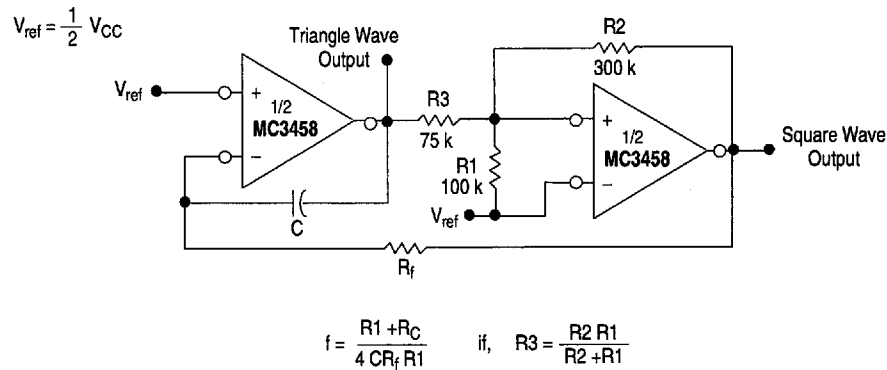 V_ref = 1/2 V_CC
Triangle Wave
Output
R2
300 k
V_ref
+
1/2
MC3458
−
R3
75 k
+
1/2
MC3458
−
Square Wave
Output
R1
100 k
V_ref
C
R_f
f = (R1 +R_C)/(4 CR_f R1) if, R3 = (R2 R1)/(R2 +R1)